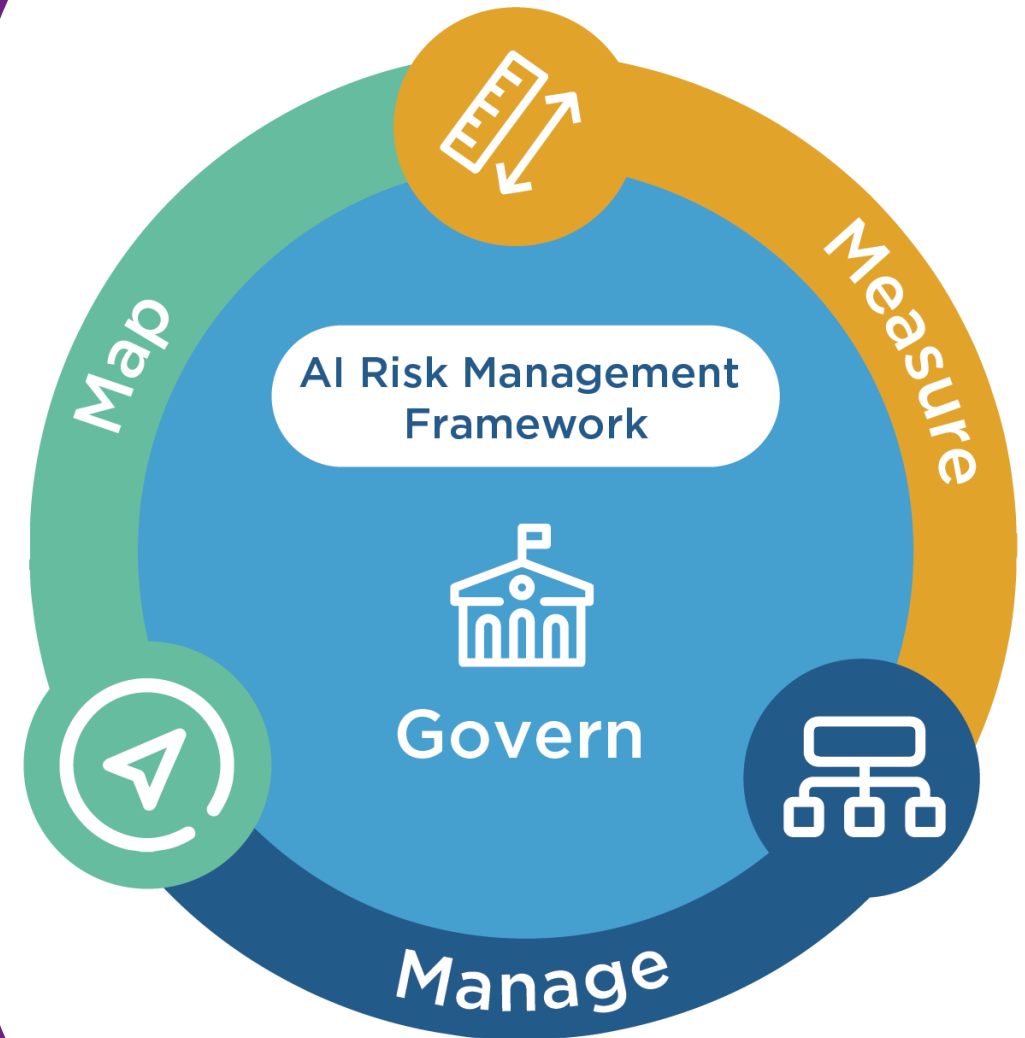 Map
Measure
AI Risk Management
Framework
Govern
Manage